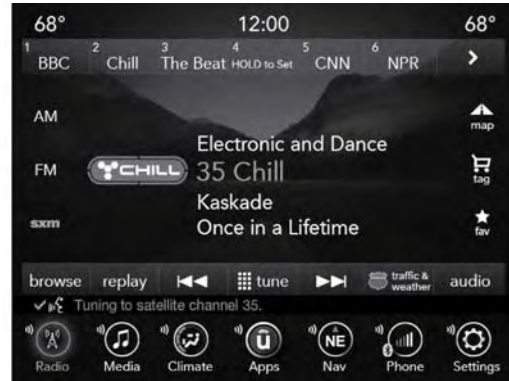 68° 12:00 68°
1 BBC 2 Chill 3 The Beat 4 HOLD to Set 5 CNN 6 NPR
AM
map
Electronic and Dance
FM CHILL 35 Chill
tag
Kaskade
sxm Once in a Lifetime
fav
browse replay tune traffic & weather audio
Tuning to satellite channel 35.
Radio Media Climate ū Apps NE Nav Phone Settings